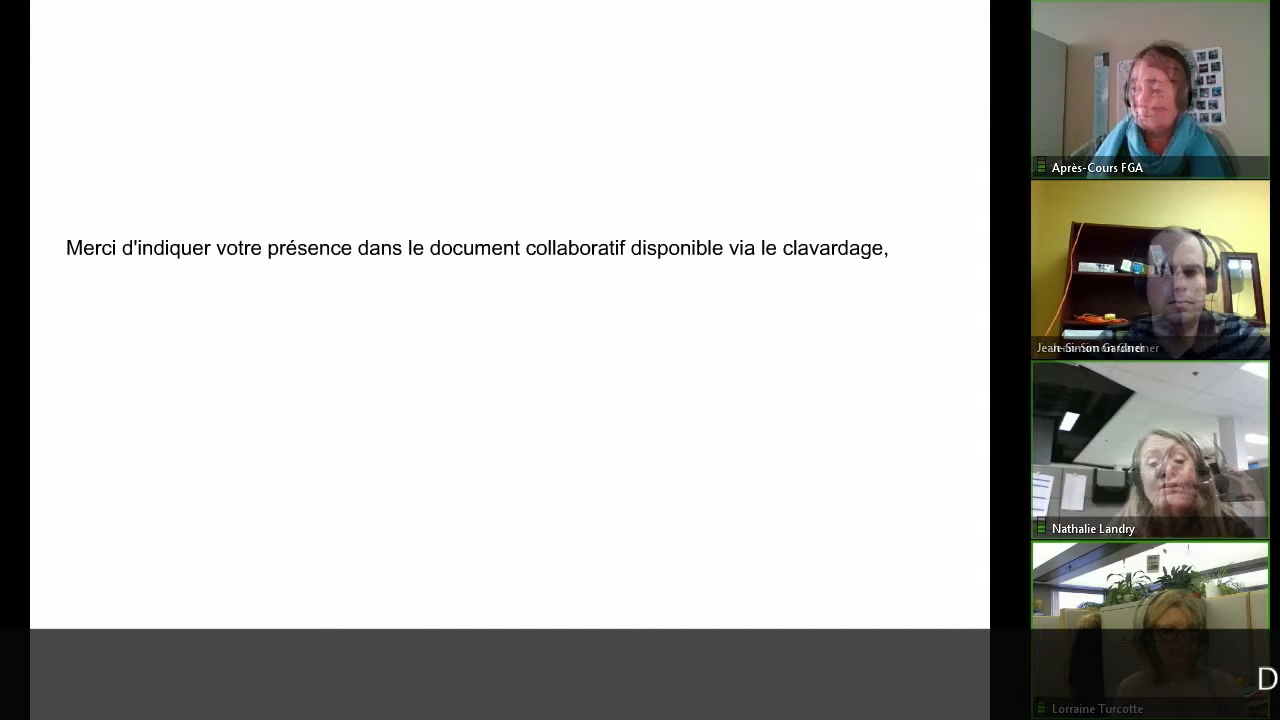 Merci d'indiquer votre présence dans le document collaboratif disponible via le clavardage,
Après-Cours FGA
Nathalie Landry
Lorraine Turcotte
D